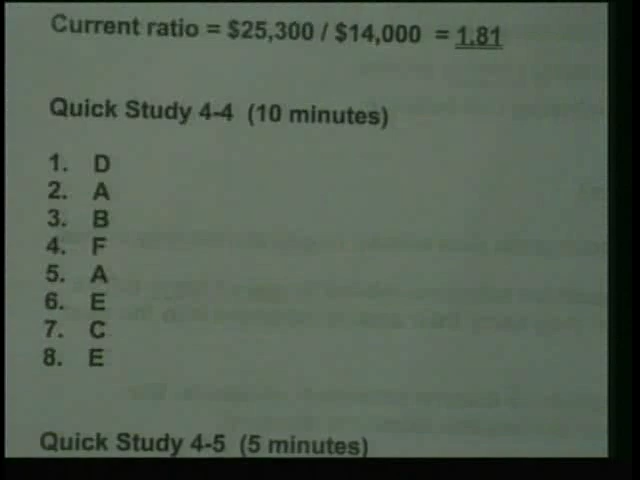 Current ratio = $25,300 / $14,000 = 1.81
Quick Study 4-4 (10 minutes)
1. D
2. A
3. B
4. F
5. A
6. E
7. C
8. E
Quick Study 4-5 (5 minutes)